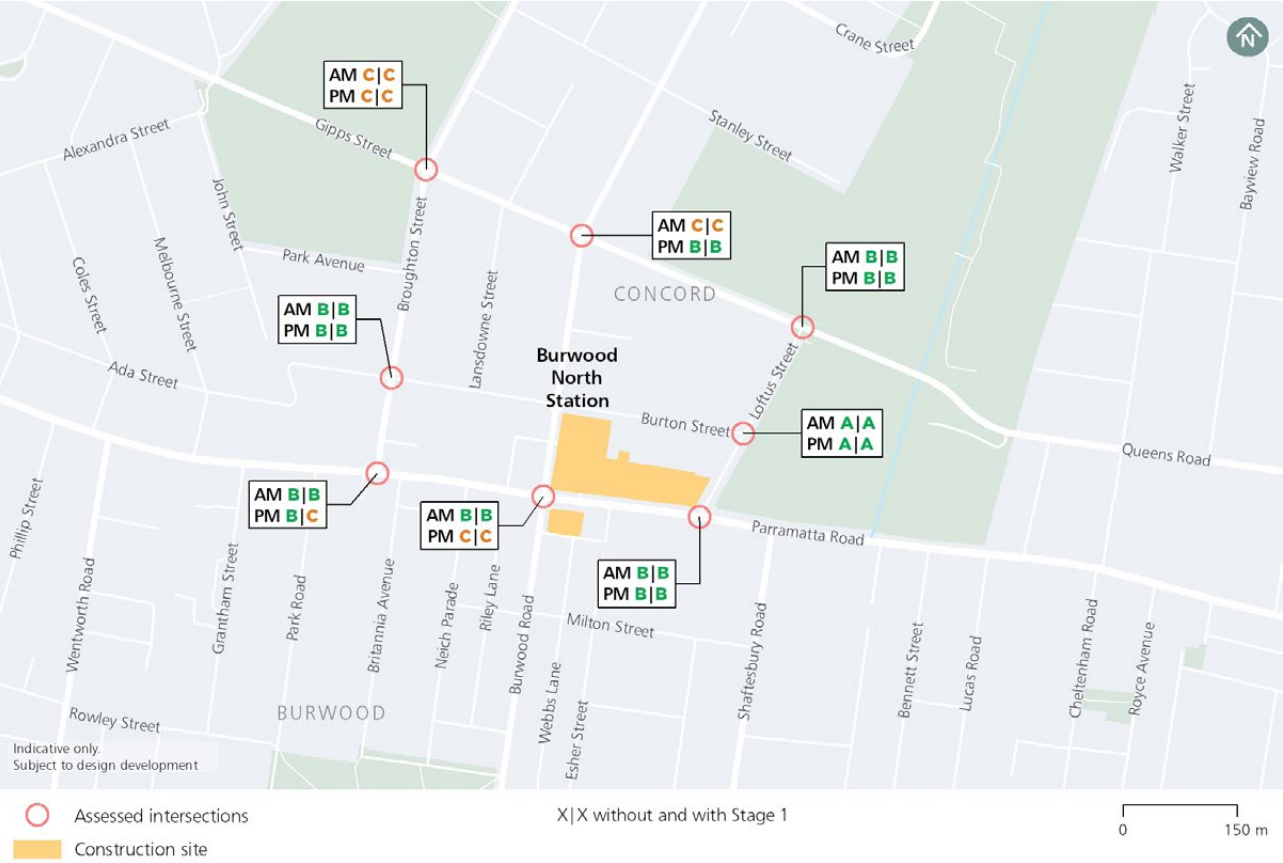 N
Crane Street
Walker Street
Bayview Road
AM C|C
PM C|C
Alexandra Street
Gipps Street
Stanley Street
John Street
Broughton Street
AM C|C
PM B|B
Park Avenue
Melbourne Street
Coles Street
Lansdowne Street
CONCORD
AM B|B
PM B|B
AM B|B
PM B|B
Ada Street
Burwood
North
Station
Loftus Street
Burton Street
AM A|A
PM A|A
Queens Road
AM B|B
PM B|C
AM B|B
PM C|C
Parramatta Road
Phillip Street
Wentworth Road
Grantham Street
Park Road
Britannia Avenue
Neich Parade
Riley Lane
Burwood Road
AM B|B
PM B|B
Milton Street
Webbs Lane
Esher Street
Shaftesbury Road
Bennett Street
Lucas Road
Cheltenham Road
Royce Avenue
Rowley Street
BURWOOD
Indicative only.
Subject to design development
Assessed intersections
X|X without and with Stage 1
0 150 m
Construction site